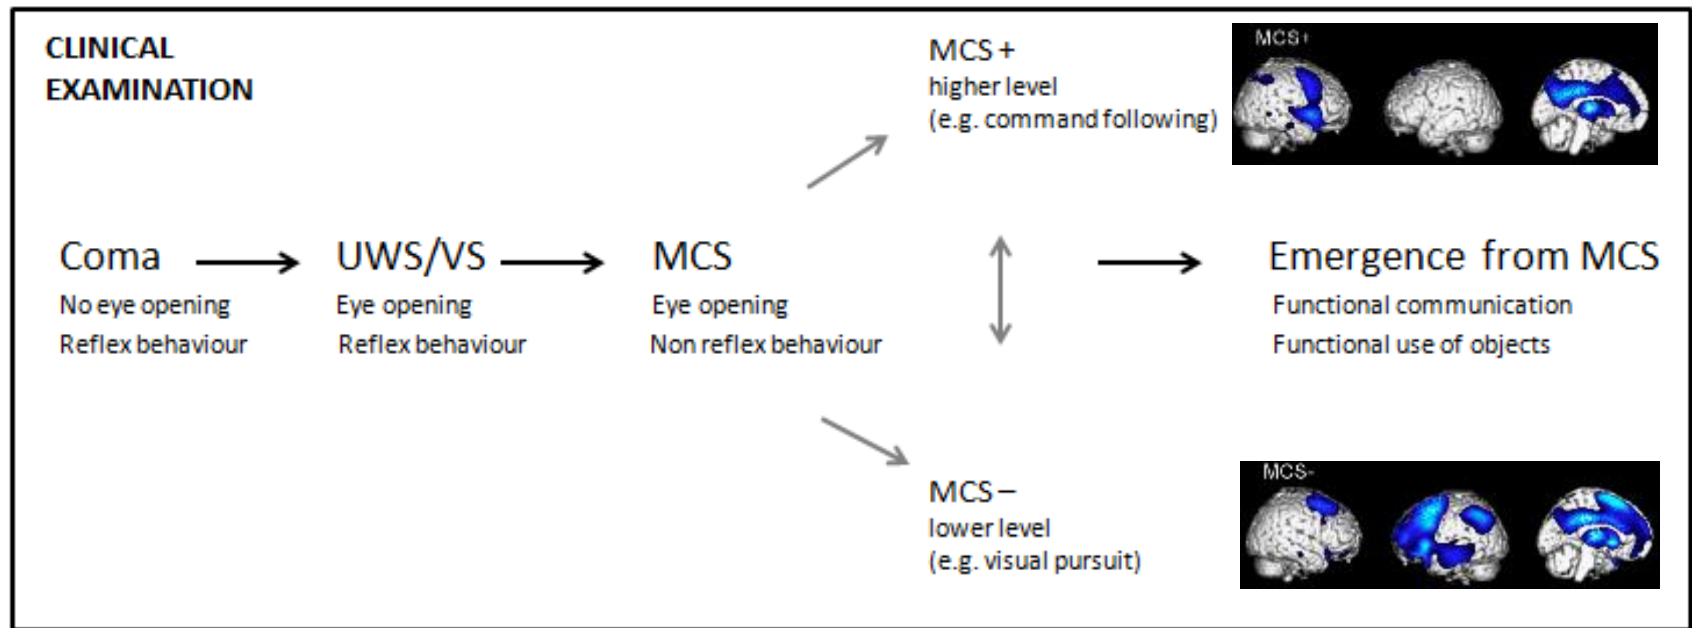 CLINICAL
EXAMINATION
MCS+
higher level
(e.g. command following)
MCS+
Coma
No eye opening
Reflex behaviour
UWS/VS
Eye opening
Reflex behaviour
MCS
Eye opening
Non reflex behaviour
Emergence from MCS
Functional communication
Functional use of objects
MCS –
lower level
(e.g. visual pursuit)
MCS-